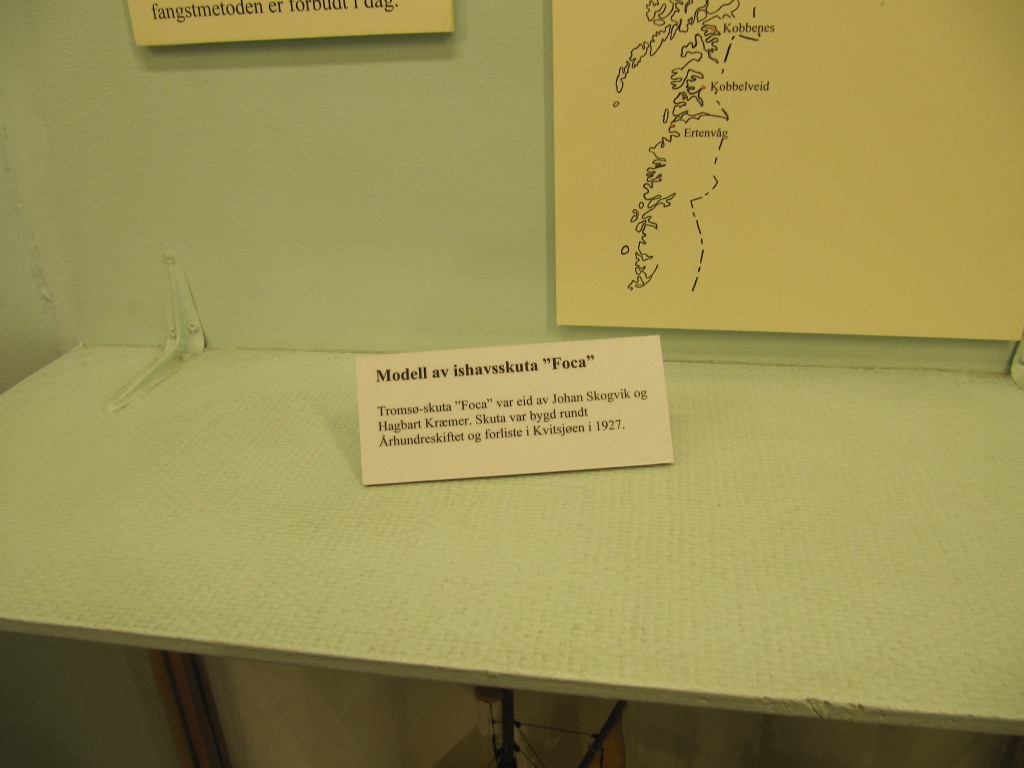 fangstmetoden er forbudt i dag.
Kobbenes
Kobbelveid
Ertenvåg
Modell av ishavsskuta ”Foca”
Tromsø-skuta ”Foca” var eid av Johan Skogvik og
Hagbart Kræmer. Skuta var bygd rundt
Århundreskiftet og forliste i Kvitsjøen i 1927.